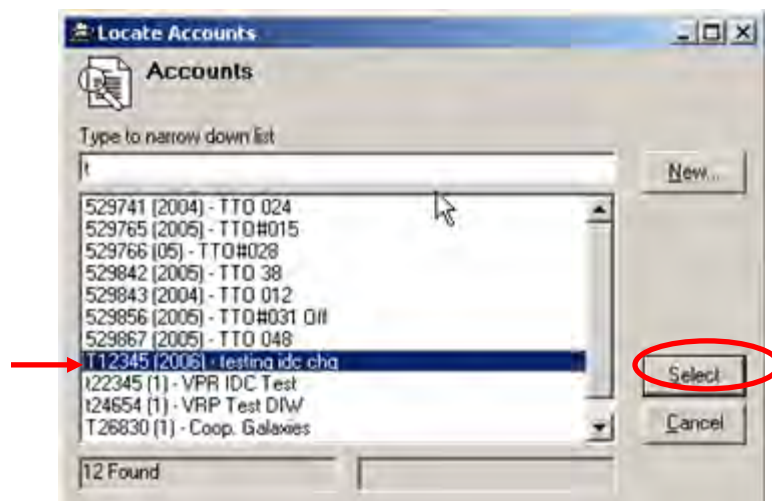 Locate Accounts
Accounts
Type to narrow down list
t
New...
529741 (2004) - TTO 024
529765 (2005) - TTO#015
529766 (05) - TTO#028
529842 (2005) - TTO 38
529843 (2004) - TTO 012
529856 (2005) - TTO#031 Off
529867 (2005) - TTO 048
T12345 (2006) - testing idc chg
t22345 (1) - VPR IDC Test
t24654 (1) - VRP Test DIW
T26830 (1) - Coop. Galaxies
Select
Cancel
12 Found